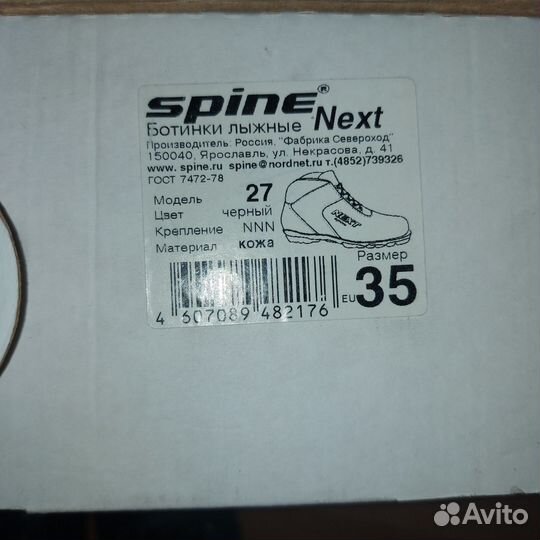 spine®
Ботинки лыжные Next
Производитель: Россия, "Фабрика Североход"
150040, Ярославль, ул. Некрасова, д. 41
www. spine.ru spine@nordnet.ru т.(4852)739326
ГОСТ 7472-78
Модель 27
Цвет черный
Крепление NNN
Материал кожа
NEXT
Размер
EU 35
4 607089 482176
Avito